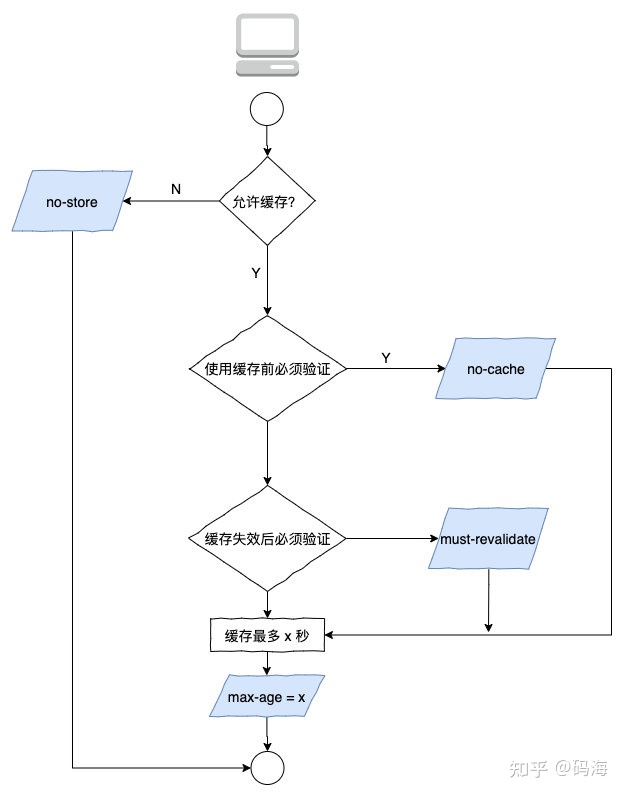 允许缓存?
N
no-store
Y
使用缓存前必须验证
Y
no-cache
缓存失效后必须验证
must-revalidate
缓存最多 x 秒
max-age = x
知乎 @码海